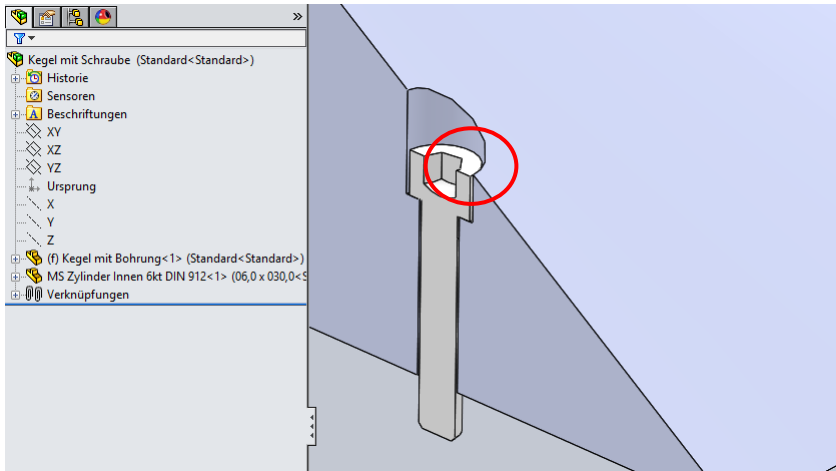 »
Kegel mit Schraube (Standard<Standard>)
Historie
Sensoren
A Beschriftungen
XY
XZ
YZ
Ursprung
X
Y
Z
(f) Kegel mit Bohrung<1> (Standard<Standard>)
MS Zylinder Innen 6kt DIN 912<1> (06,0 x 030,0<S
Verknüpfungen